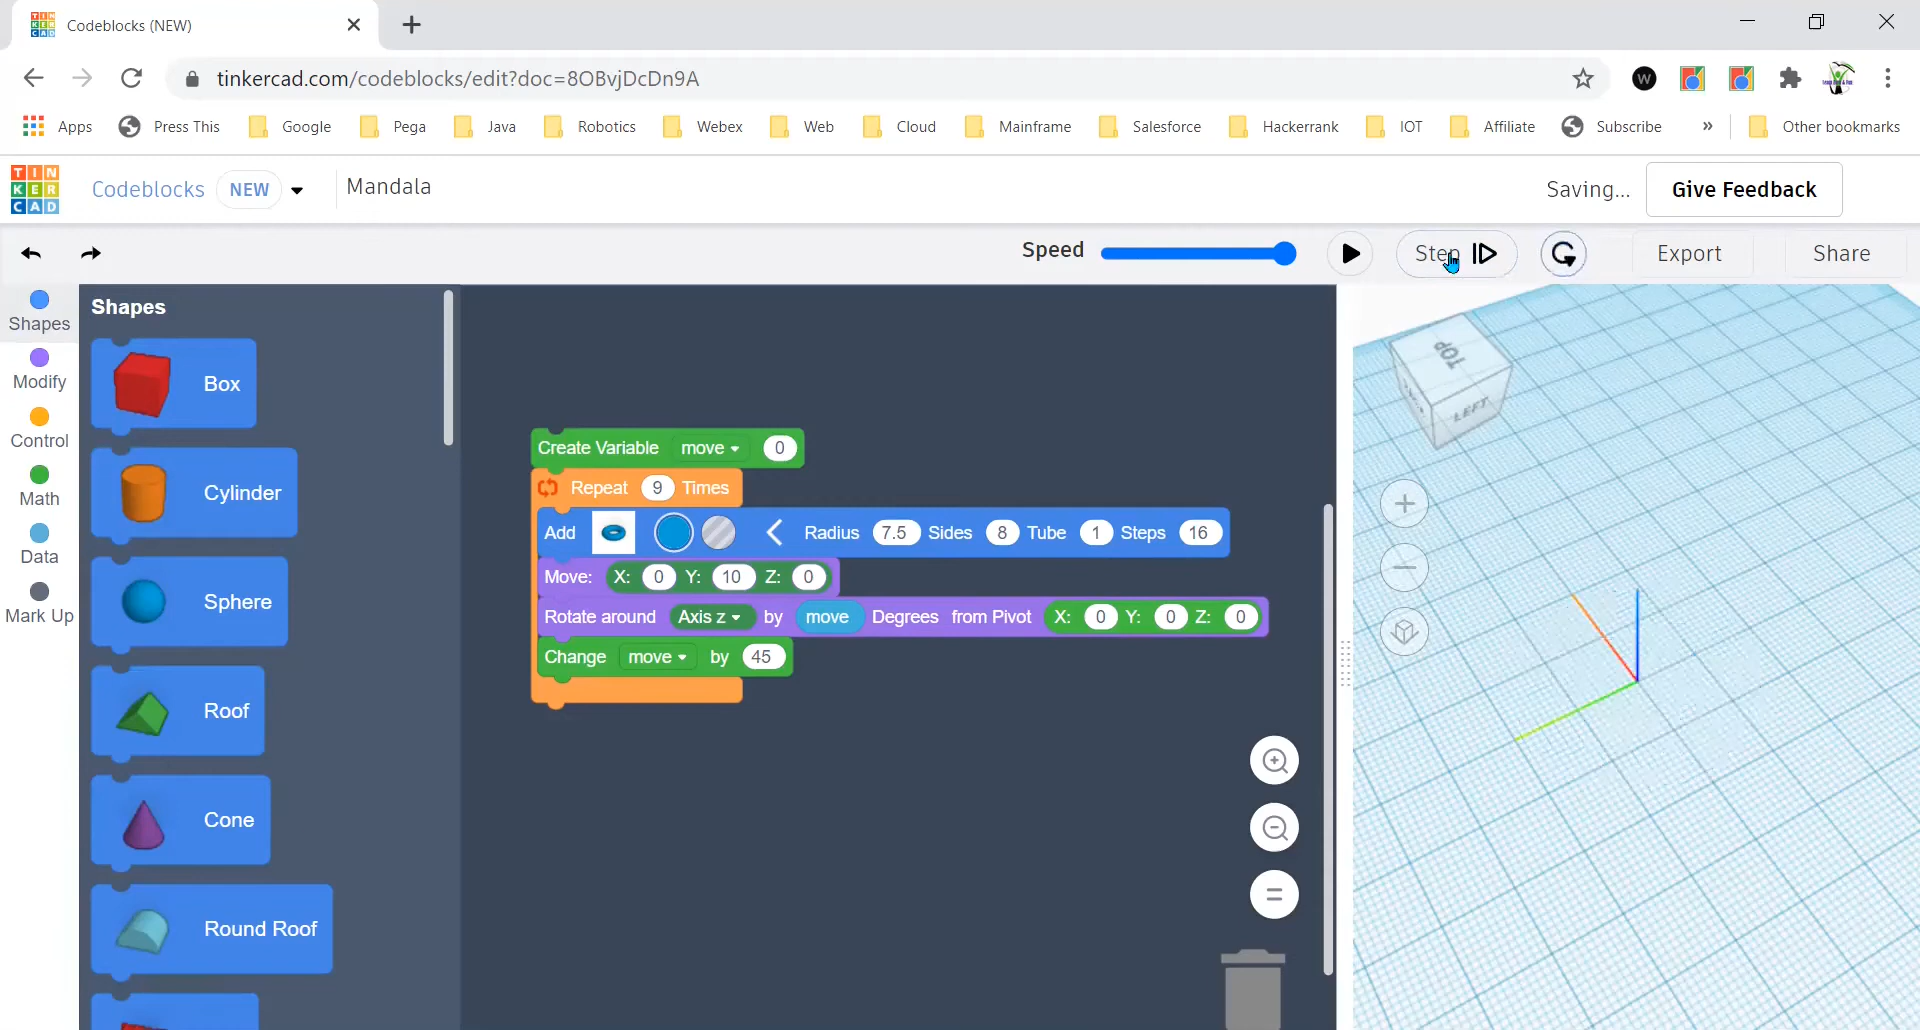 Codeblocks (NEW)
tinkercad.com/codeblocks/edit?doc=8OBvjDcDn9A
W
Apps Press This Google Pega Java Robotics Webex Web Cloud Mainframe Salesforce Hackerrank IOT Affiliate Subscribe » Other bookmarks
TIN
KER
CAD
Codeblocks NEW Mandala Saving... Give Feedback
Speed Step Export Share
Shapes
Modify
Control
Math
Data
Mark Up
Shapes
Box
Cylinder
Sphere
Roof
Cone
Round Roof
Create Variable move 0
Repeat 9 Times
Add Radius 7.5 Sides 8 Tube 1 Steps 16
Move: X: 0 Y: 10 Z: 0
Rotate around Axis z by move Degrees from Pivot X: 0 Y: 0 Z: 0
Change move by 45
TOP
LEFT